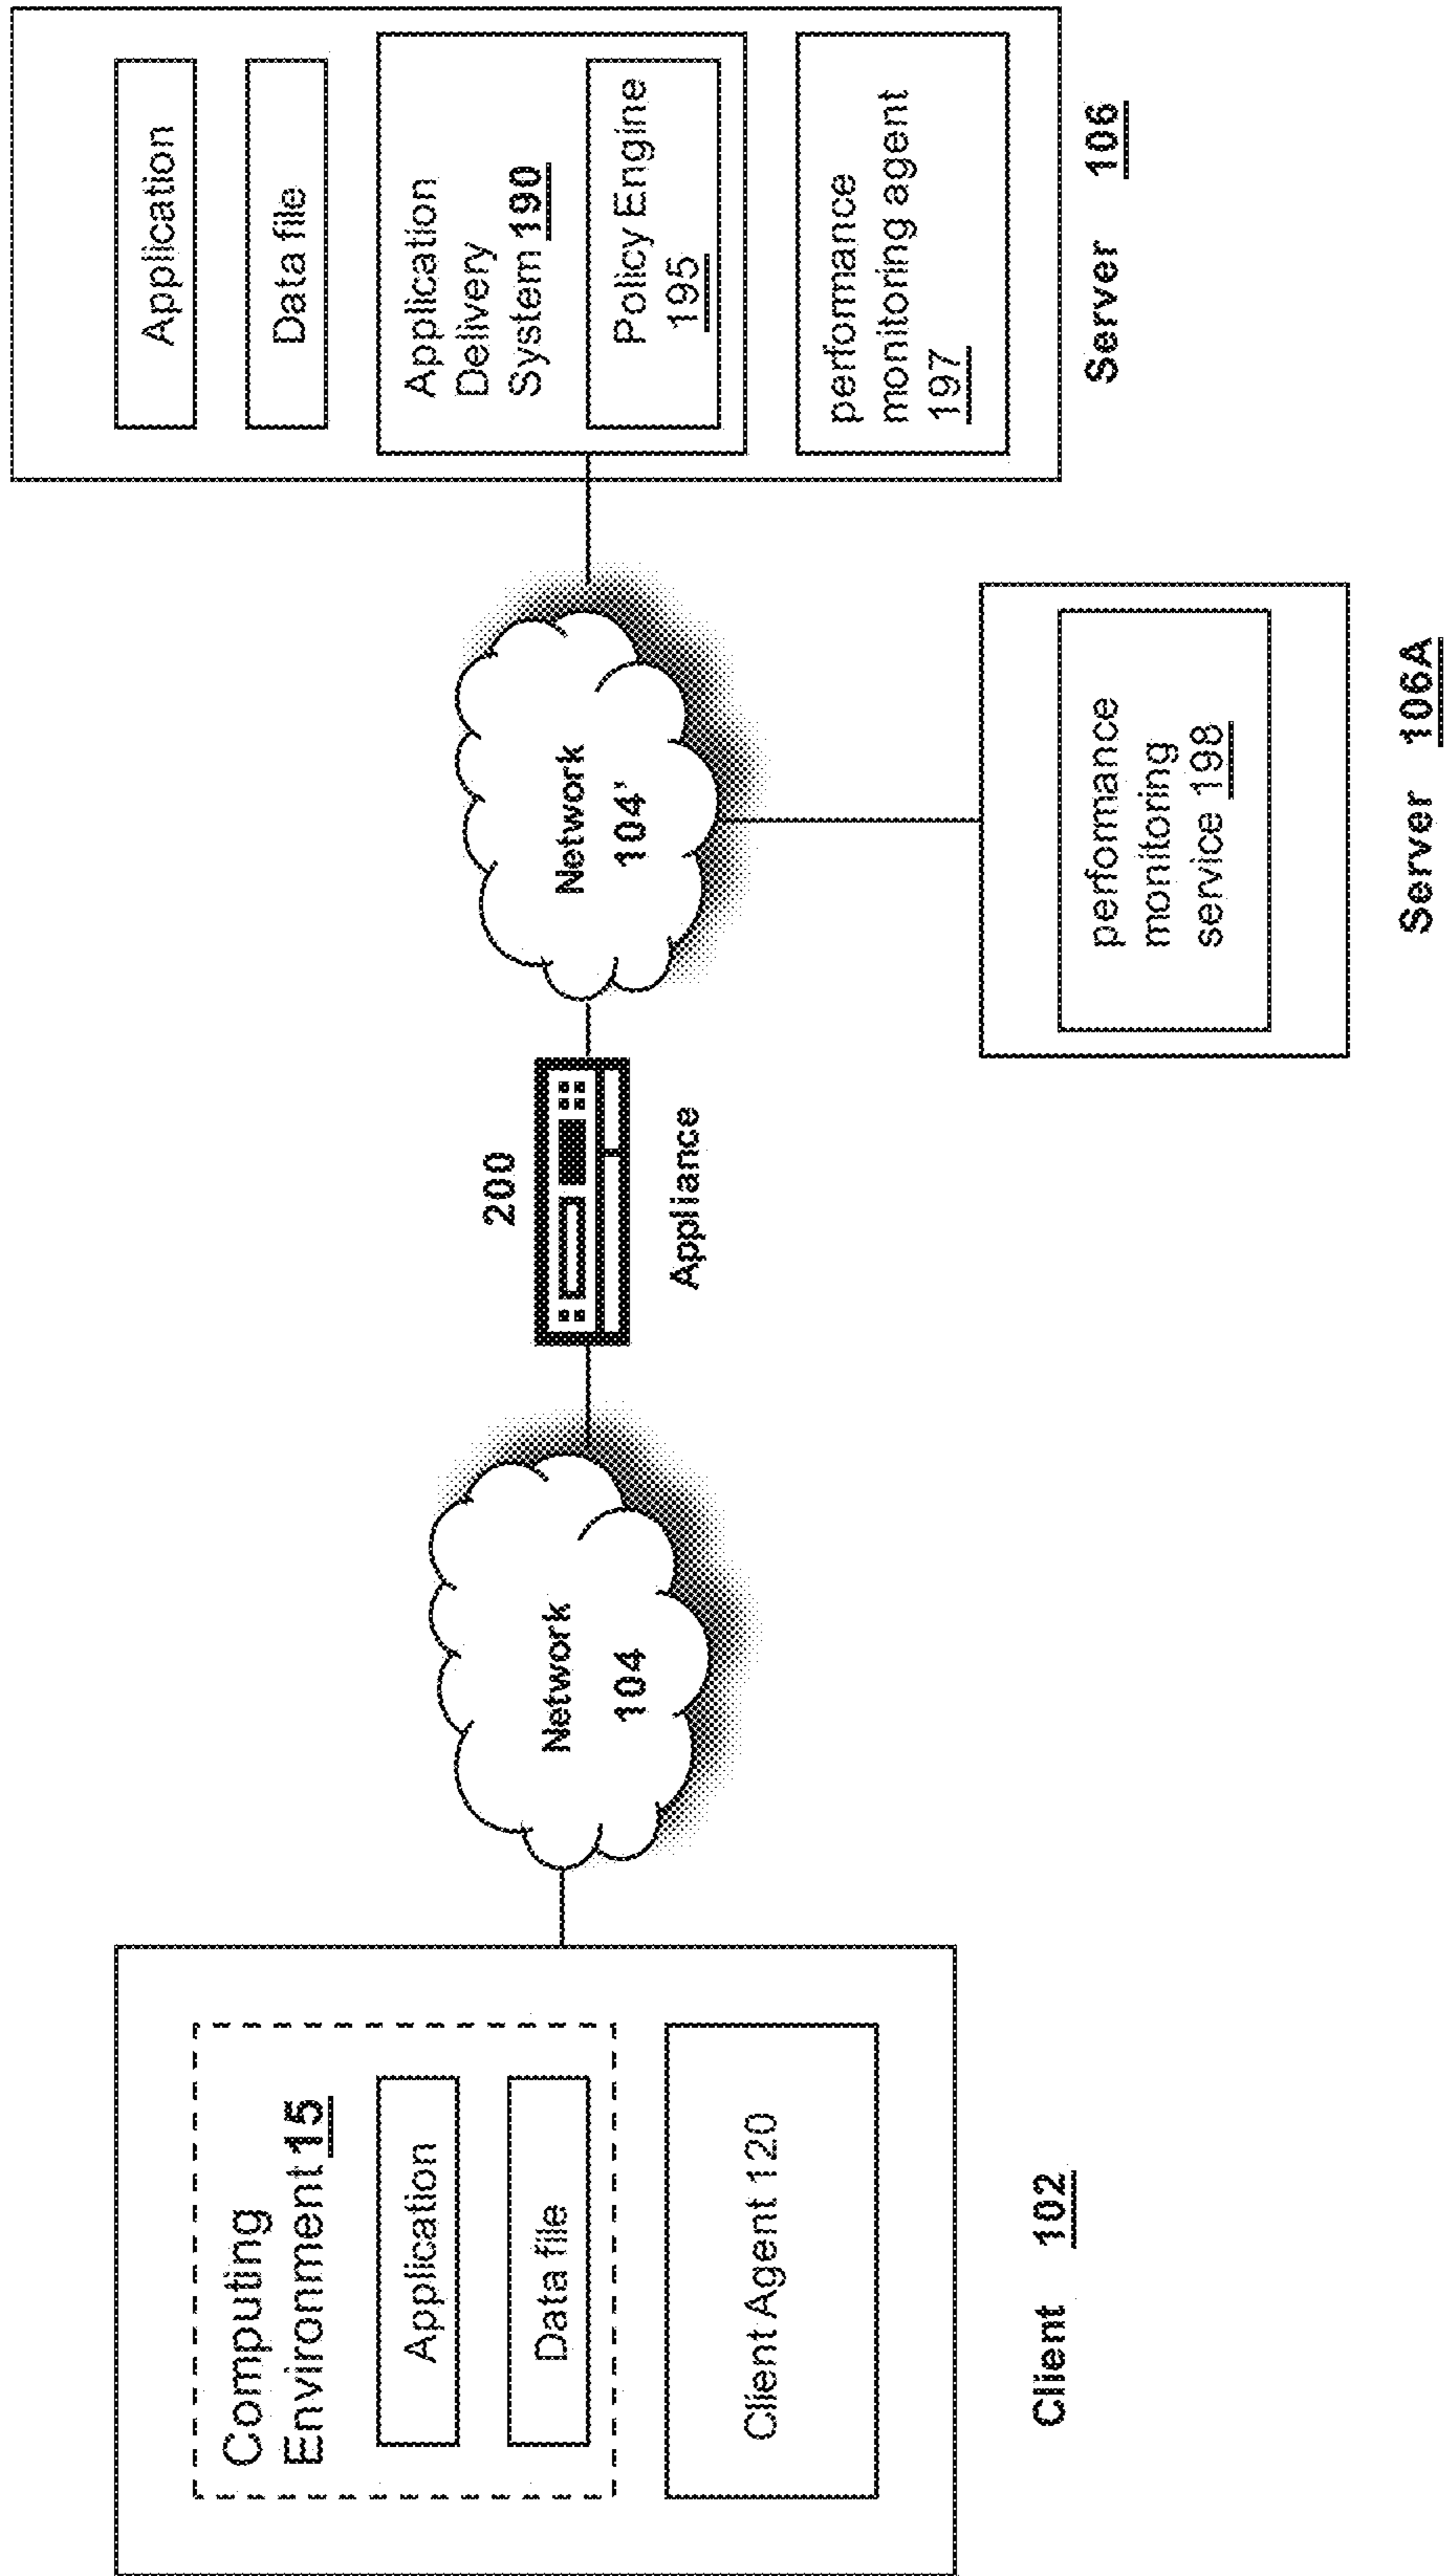 Computing
Environment 15
Application
Data file
Client Agent 120
Client 102
Network
104
200
Appliance
Network
104'
perfomance
monitoring
service 198
Server 106A
Application
Data file
Application
Delivery
System 190
Policy Engine
195
perfomance
monitoring agent
197
Server 106